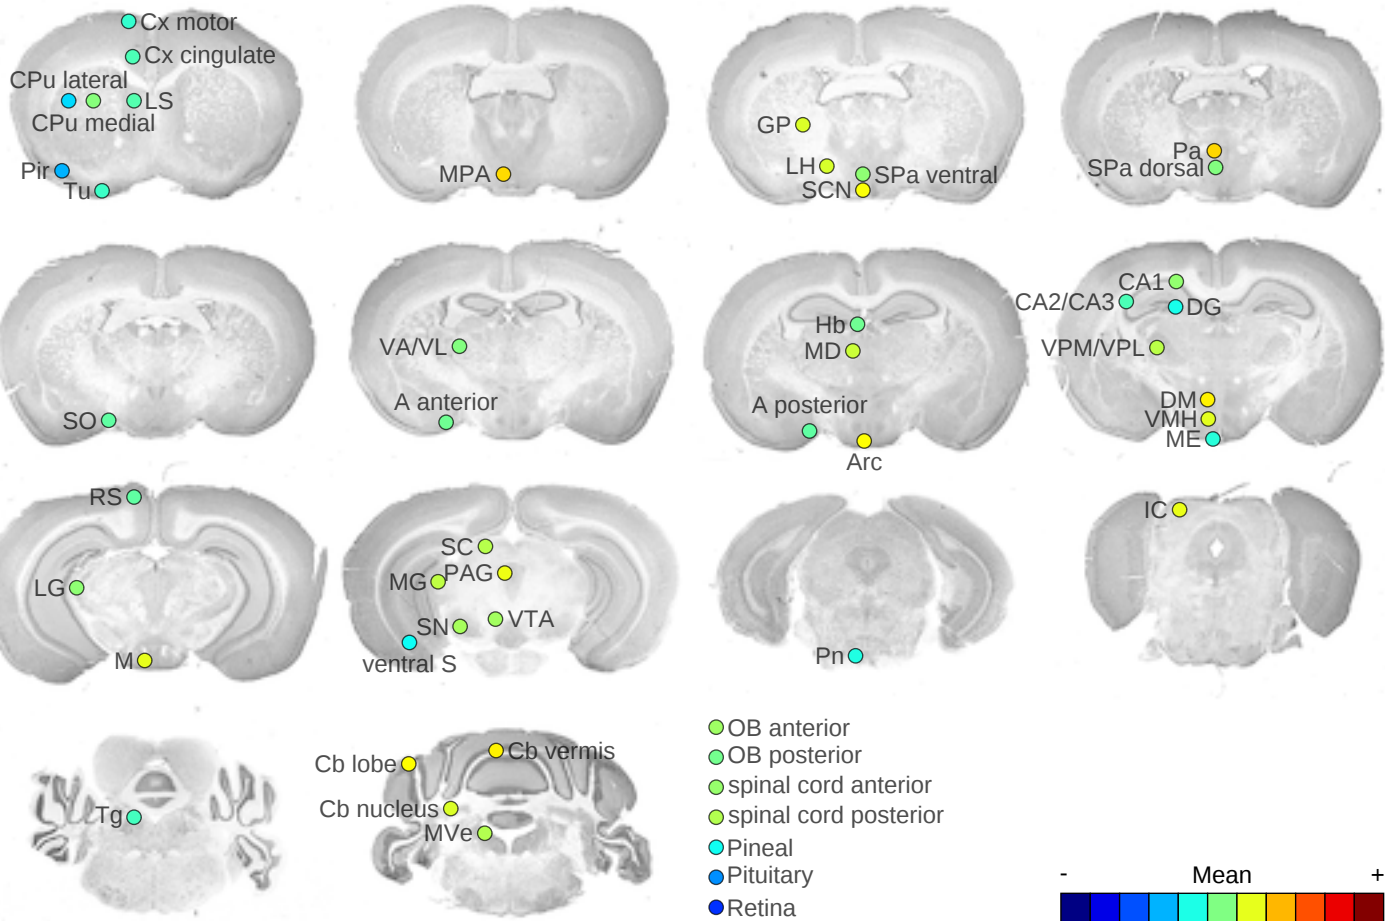 Cx motor
Cx cingulate
CPu lateral
LS
CPu medial
Pir
Tu
MPA
GP
LH
SPa ventral
SCN
Pa
SPa dorsal
SO
VA/VL
A anterior
Hb
MD
A posterior
Arc
CA1
CA2/CA3
DG
VPM/VPL
DM
VMH
ME
RS
LG
M
SC
MG
PAG
SN
VTA
ventral S
Pn
IC
Tg
Cb lobe
Cb vermis
Cb nucleus
MVe
OB anterior
OB posterior
spinal cord anterior
spinal cord posterior
Pineal
Pituitary
Retina
- Mean +